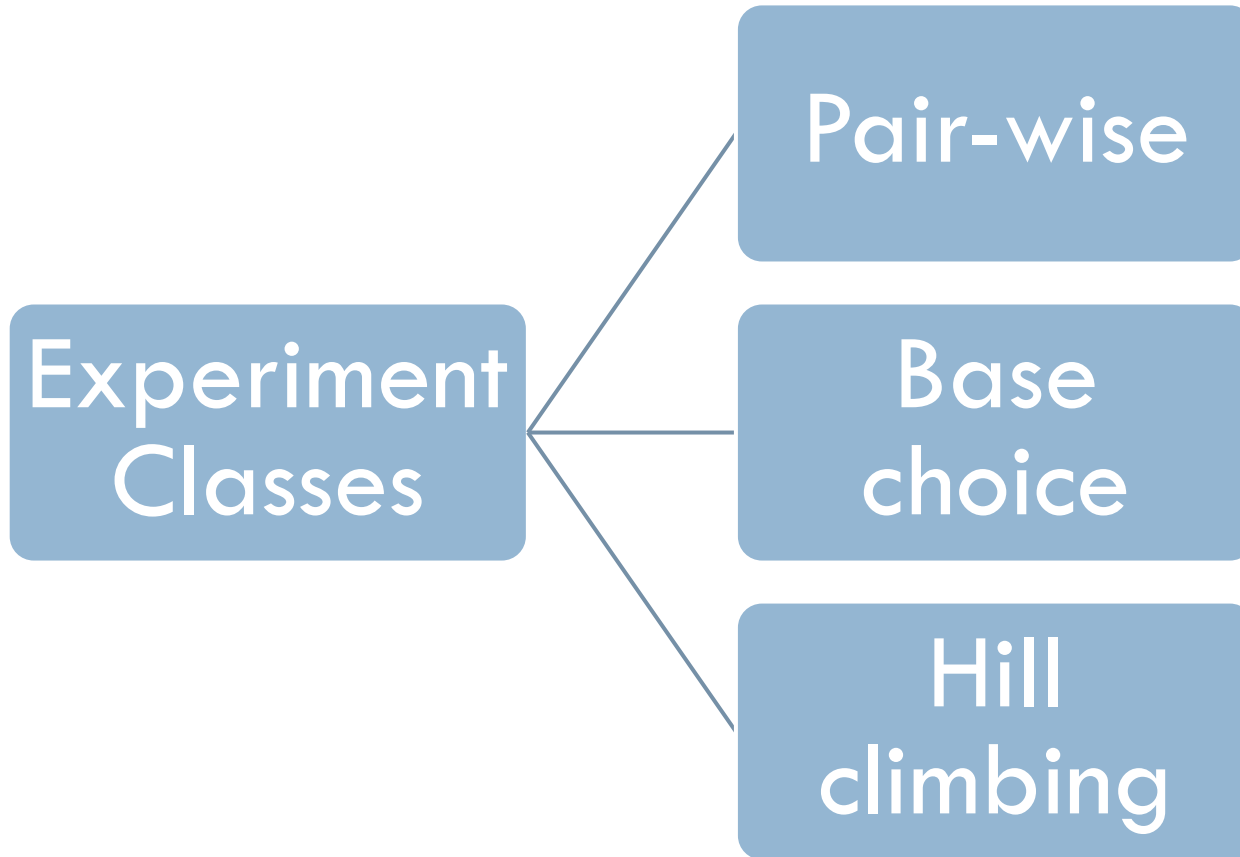 Experiment
Classes
Pair-wise
Base
choice
Hill
climbing